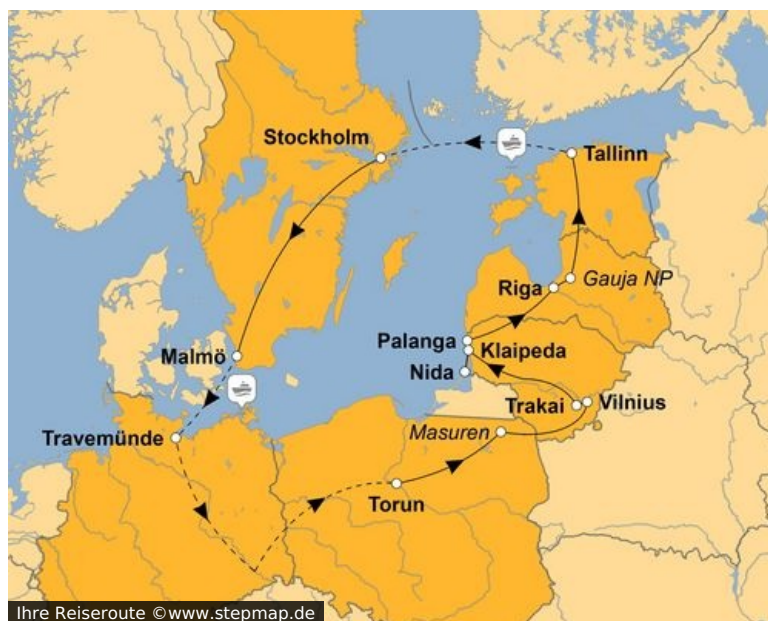 Stockholm
Tallinn
Gauja NP
Riga
Palanga
Klaipeda
Malmö
Nida
Trakai
Vilnius
Travemünde
Masuren
Torun
Ihre Reiseroute ©www.stepmap.de